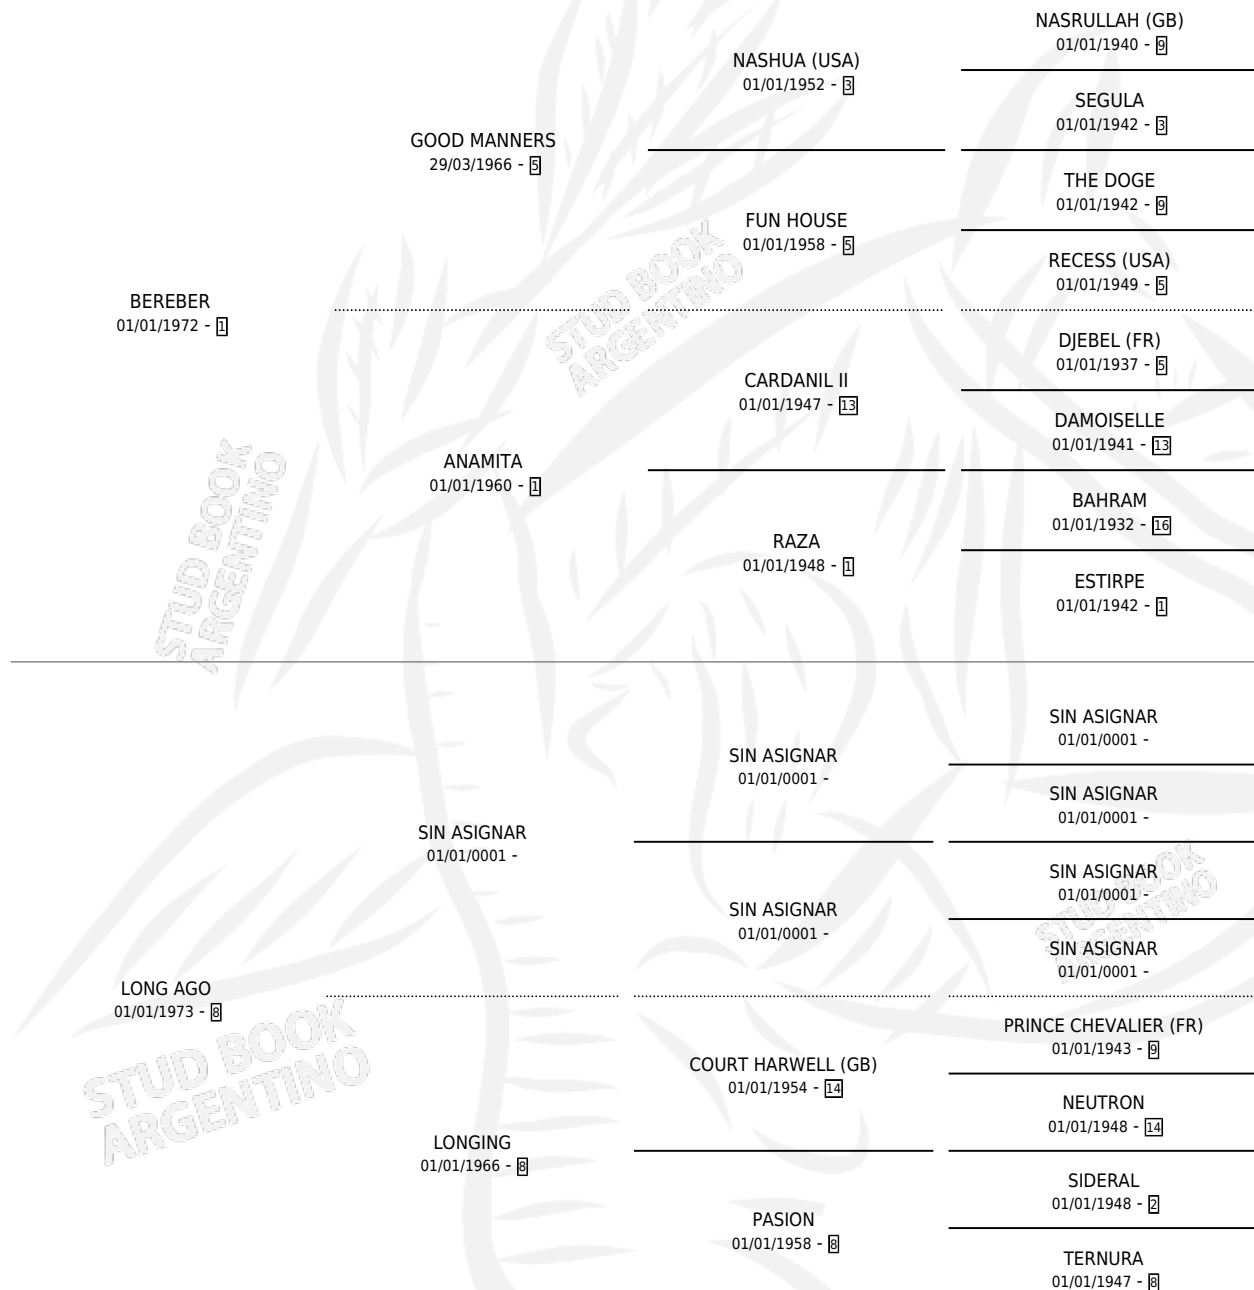 NASRULLAH (GB)
01/01/1940 - 9
NASHUA (USA)
01/01/1952 - 3
SEGULA
01/01/1942 - 3
GOOD MANNERS
29/03/1966 - 5
THE DOGE
01/01/1942 - 9
FUN HOUSE
01/01/1958 - 5
RECESS (USA)
01/01/1949 - 5
BEREBER
01/01/1972 - 1
DJEBEL (FR)
01/01/1937 - 5
CARDANIL II
01/01/1947 - 13
DAMOISELLE
01/01/1941 - 13
ANAMITA
01/01/1960 - 1
BAHRAM
01/01/1932 - 16
RAZA
01/01/1948 - 1
ESTIRPE
01/01/1942 - 1
SIN ASIGNAR
01/01/0001 -
SIN ASIGNAR
01/01/0001 -
SIN ASIGNAR
01/01/0001 -
SIN ASIGNAR
01/01/0001 -
SIN ASIGNAR
01/01/0001 -
SIN ASIGNAR
01/01/0001 -
SIN ASIGNAR
01/01/0001 -
LONG AGO
01/01/1973 - 8
PRINCE CHEVALIER (FR)
01/01/1943 - 9
COURT HARWELL (GB)
01/01/1954 - 14
NEUTRON
01/01/1948 - 14
LONGING
01/01/1966 - 8
SIDERAL
01/01/1948 - 2
PASION
01/01/1958 - 8
TERNURA
01/01/1947 - 8
STUD BOOK
ARGENTINO
STUD BOOK
ARGENTINO
STUD BOOK
ARGENTINO
STUD BOOK
ARGENTINO